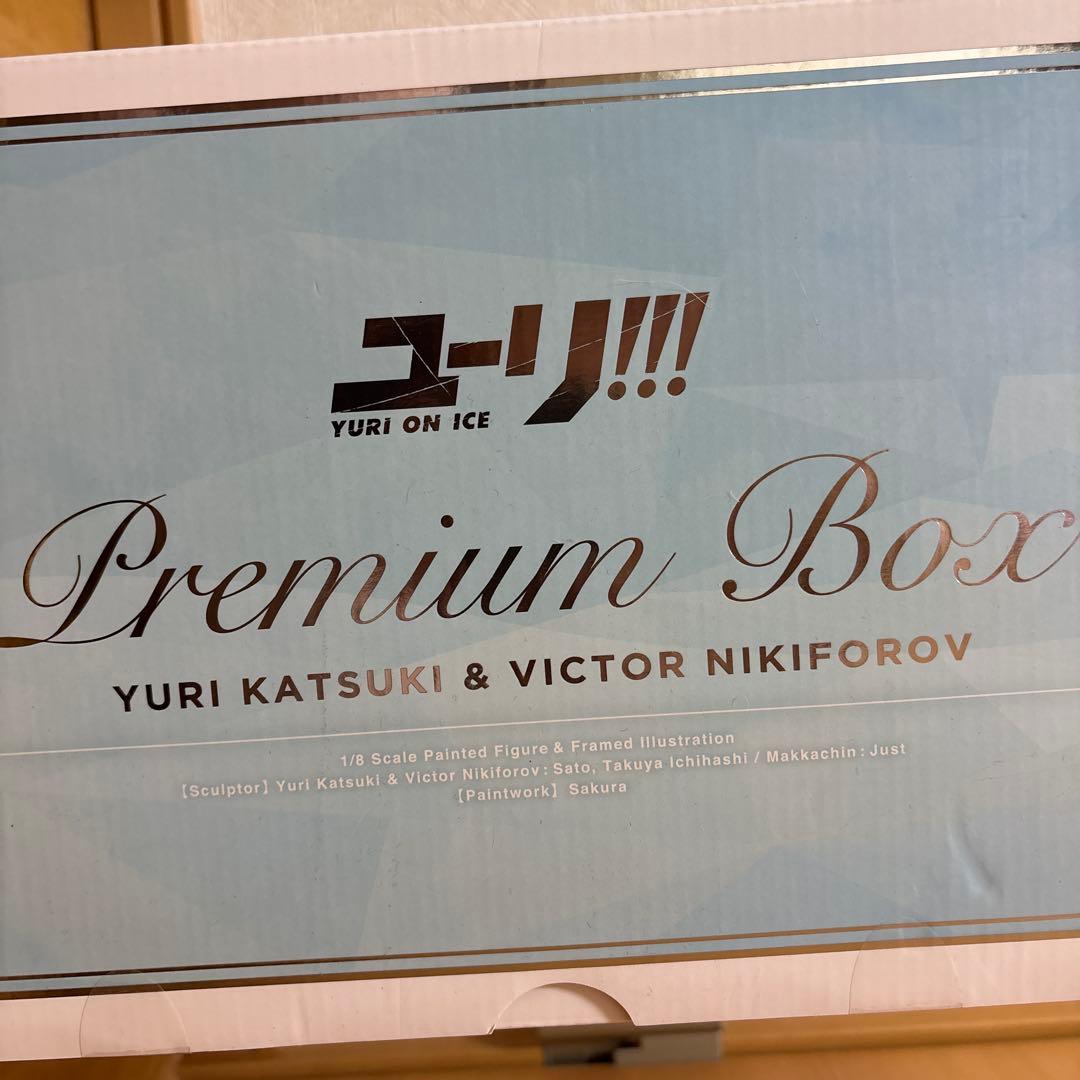 ユーリ!!!
YURi ON ICE
Premium Box
YURI KATSUKI & VICTOR NIKIFOROV
1/8 Scale Painted Figure & Framed Illustration
【Sculptor】Yuri Katsuki & Victor Nikiforov : Sato, Takuya Ichihashi / Makkachin : Just
【Paintwork】Sakura